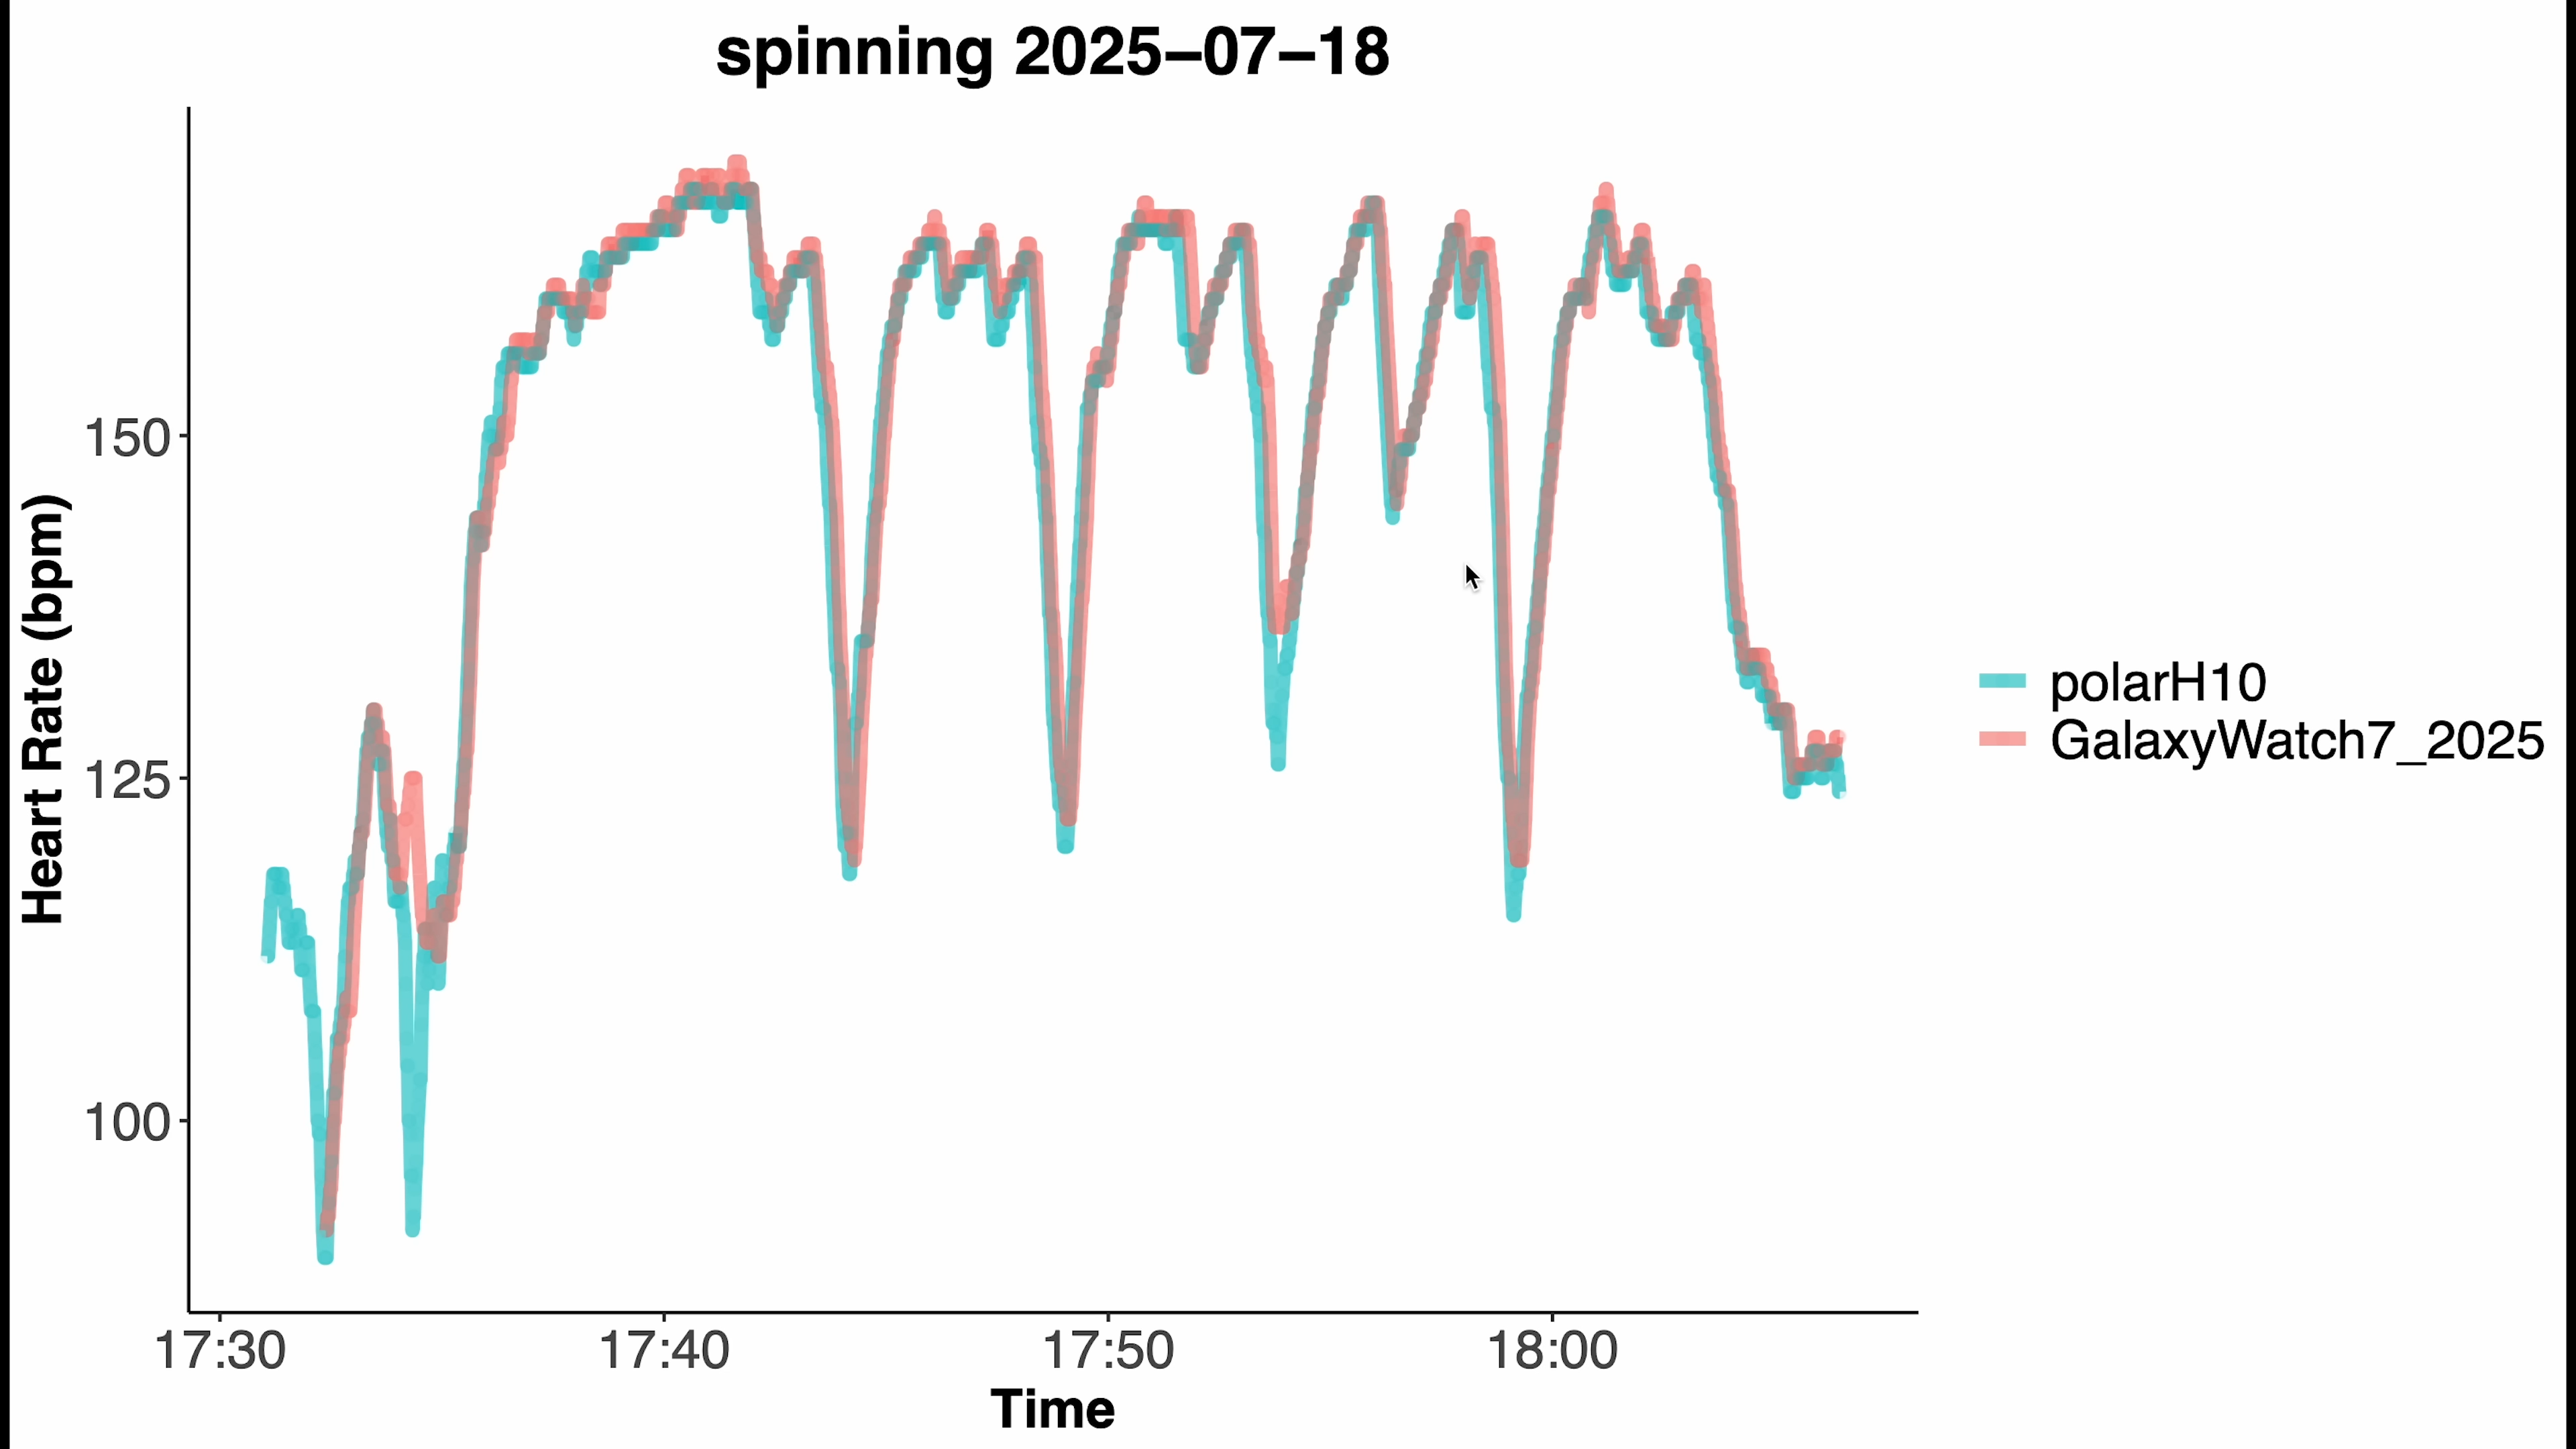 spinning 2025–07–18
Heart Rate (bpm)
150
125
100
17:30 17:40 17:50 18:00
Time
polarH10
GalaxyWatch7_2025